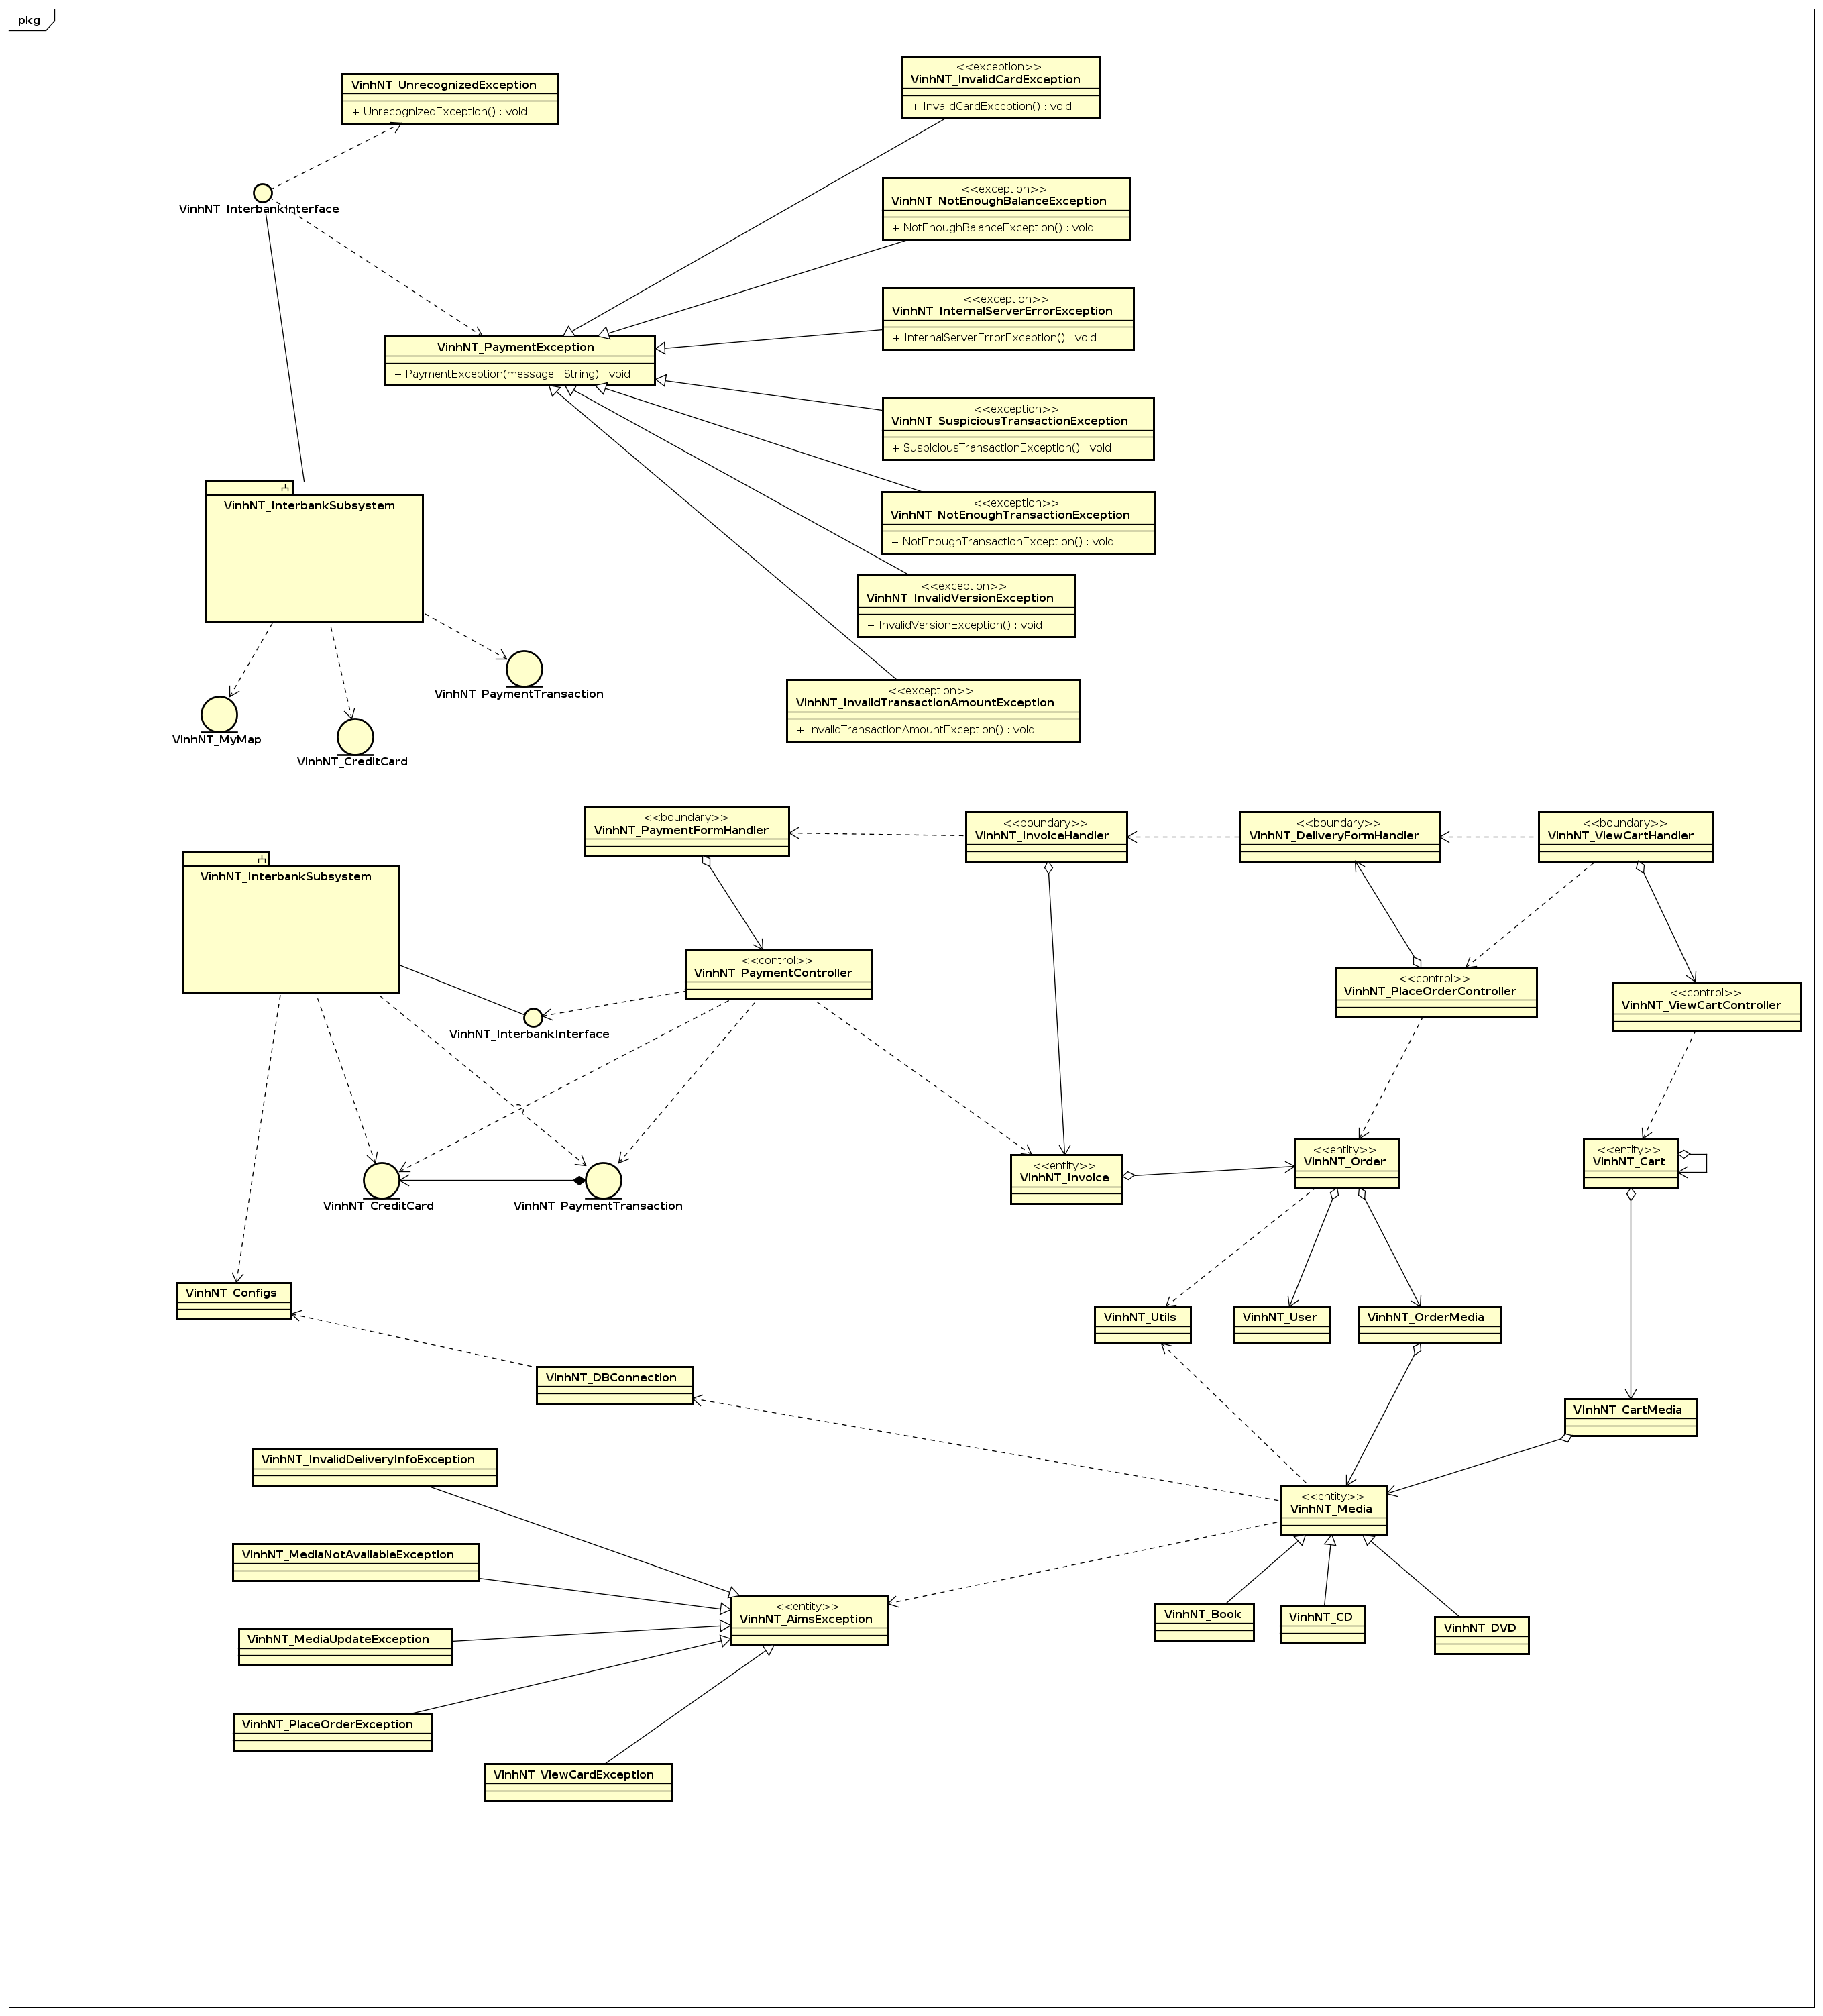 pkg
VinhNT_UnrecognizedException
+ UnrecognizedException() : void
<<exception>>
VinhNT_InvalidCardException
+ InvalidCardException() : void
VinhNT_InterbankInterface
<<exception>>
VinhNT_NotEnoughBalanceException
+ NotEnoughBalanceException() : void
<<exception>>
VinhNT_InternalServerErrorException
+ InternalServerErrorException() : void
VinhNT_PaymentException
+ PaymentException(message : String) : void
<<exception>>
VinhNT_SuspiciousTransactionException
+ SuspiciousTransactionException() : void
VinhNT_InterbankSubsystem
<<exception>>
VinhNT_NotEnoughTransactionException
+ NotEnoughTransactionException() : void
<<exception>>
VinhNT_InvalidVersionException
+ InvalidVersionException() : void
VinhNT_PaymentTransaction
VinhNT_MyMap
VinhNT_CreditCard
<<exception>>
VinhNT_InvalidTransactionAmountException
+ InvalidTransactionAmountException() : void
<<boundary>>
VinhNT_PaymentFormHandler
<<boundary>>
VinhNT_InvoiceHandler
<<boundary>>
VinhNT_DeliveryFormHandler
<<boundary>>
VinhNT_ViewCartHandler
VinhNT_InterbankSubsystem
<<control>>
VinhNT_PaymentController
<<control>>
VinhNT_PlaceOrderController
<<control>>
VinhNT_ViewCartController
VinhNT_InterbankInterface
<<entity>>
VinhNT_Invoice
<<entity>>
VinhNT_Order
<<entity>>
VinhNT_Cart
VinhNT_CreditCard
VinhNT_PaymentTransaction
VinhNT_Configs
VinhNT_Utils
VinhNT_User
VinhNT_OrderMedia
VinhNT_DBConnection
VInhNT_CartMedia
VinhNT_InvalidDeliveryInfoException
<<entity>>
VinhNT_Media
VinhNT_MediaNotAvailableException
<<entity>>
VinhNT_AimsException
VinhNT_Book
VinhNT_CD
VinhNT_DVD
VinhNT_MediaUpdateException
VinhNT_PlaceOrderException
VinhNT_ViewCardException